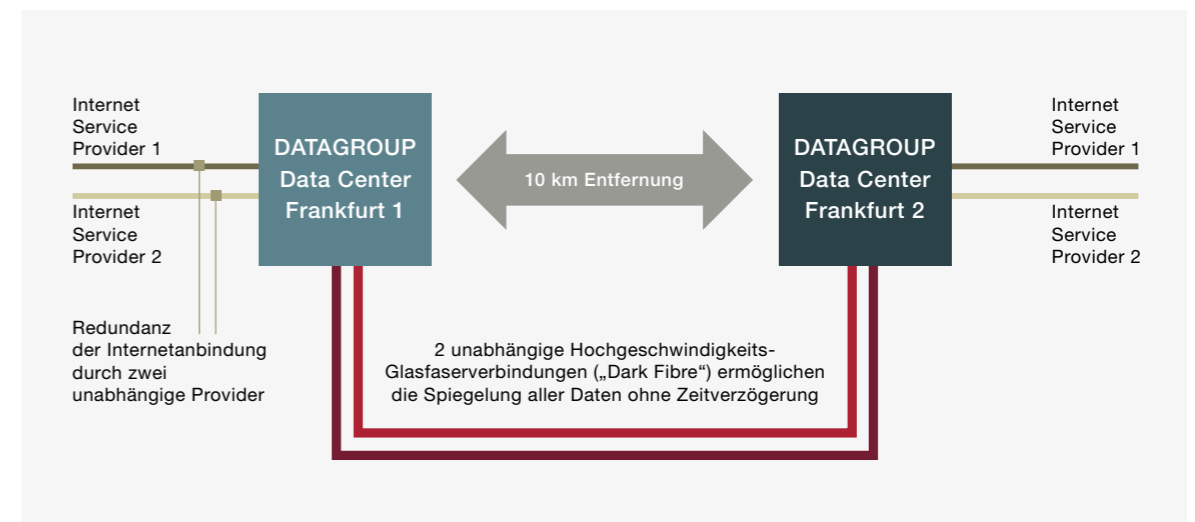 Internet
Service
Provider 1
Internet
Service
Provider 2
DATAGROUP
Data Center
Frankfurt 1
10 km Entfernung
DATAGROUP
Data Center
Frankfurt 2
Internet
Service
Provider 1
Internet
Service
Provider 2
Redundanz
der Internetanbindung
durch zwei
unabhängige Provider
2 unabhängige Hochgeschwindigkeits-
Glasfaserverbindungen („Dark Fibre“) ermöglichen
die Spiegelung aller Daten ohne Zeitverzögerung